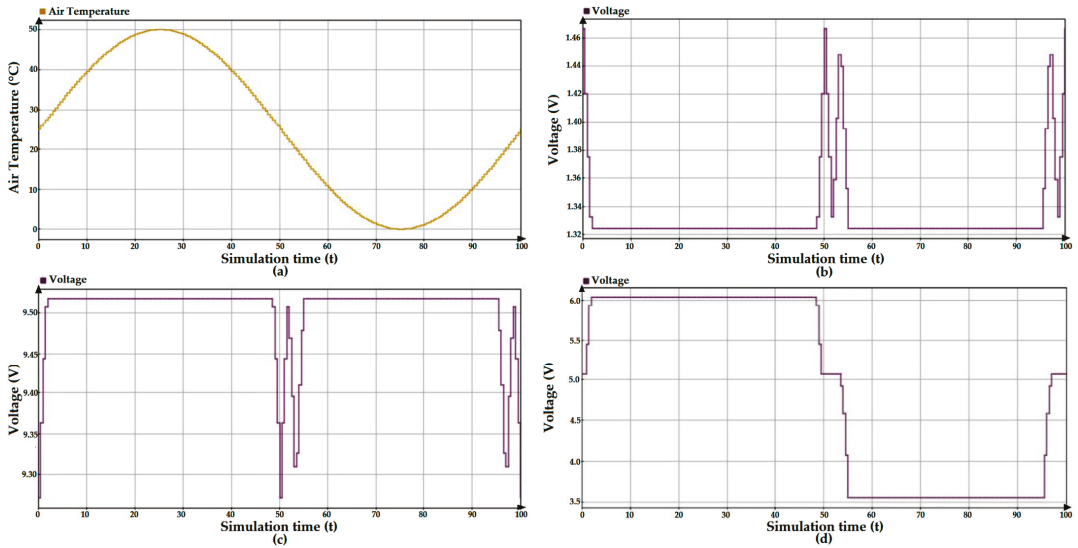 Air Temperature
Air Temperature (°C)
50
40
30
20
10
0
0 10 20 30 40 50 60 70 80 90 100
Simulation time (t)
(a)
Voltage
Voltage (V)
1.46
1.44
1.42
1.40
1.38
1.36
1.34
1.32
0 10 20 30 40 50 60 70 80 90 100
Simulation time (t)
(b)
Voltage
Voltage (V)
9.50
9.45
9.40
9.35
9.30
0 10 20 30 40 50 60 70 80 90 100
Simulation time (t)
(c)
Voltage
Voltage (V)
6.0
5.5
5.0
4.5
4.0
3.5
0 10 20 30 40 50 60 70 80 90 100
Simulation time (t)
(d)